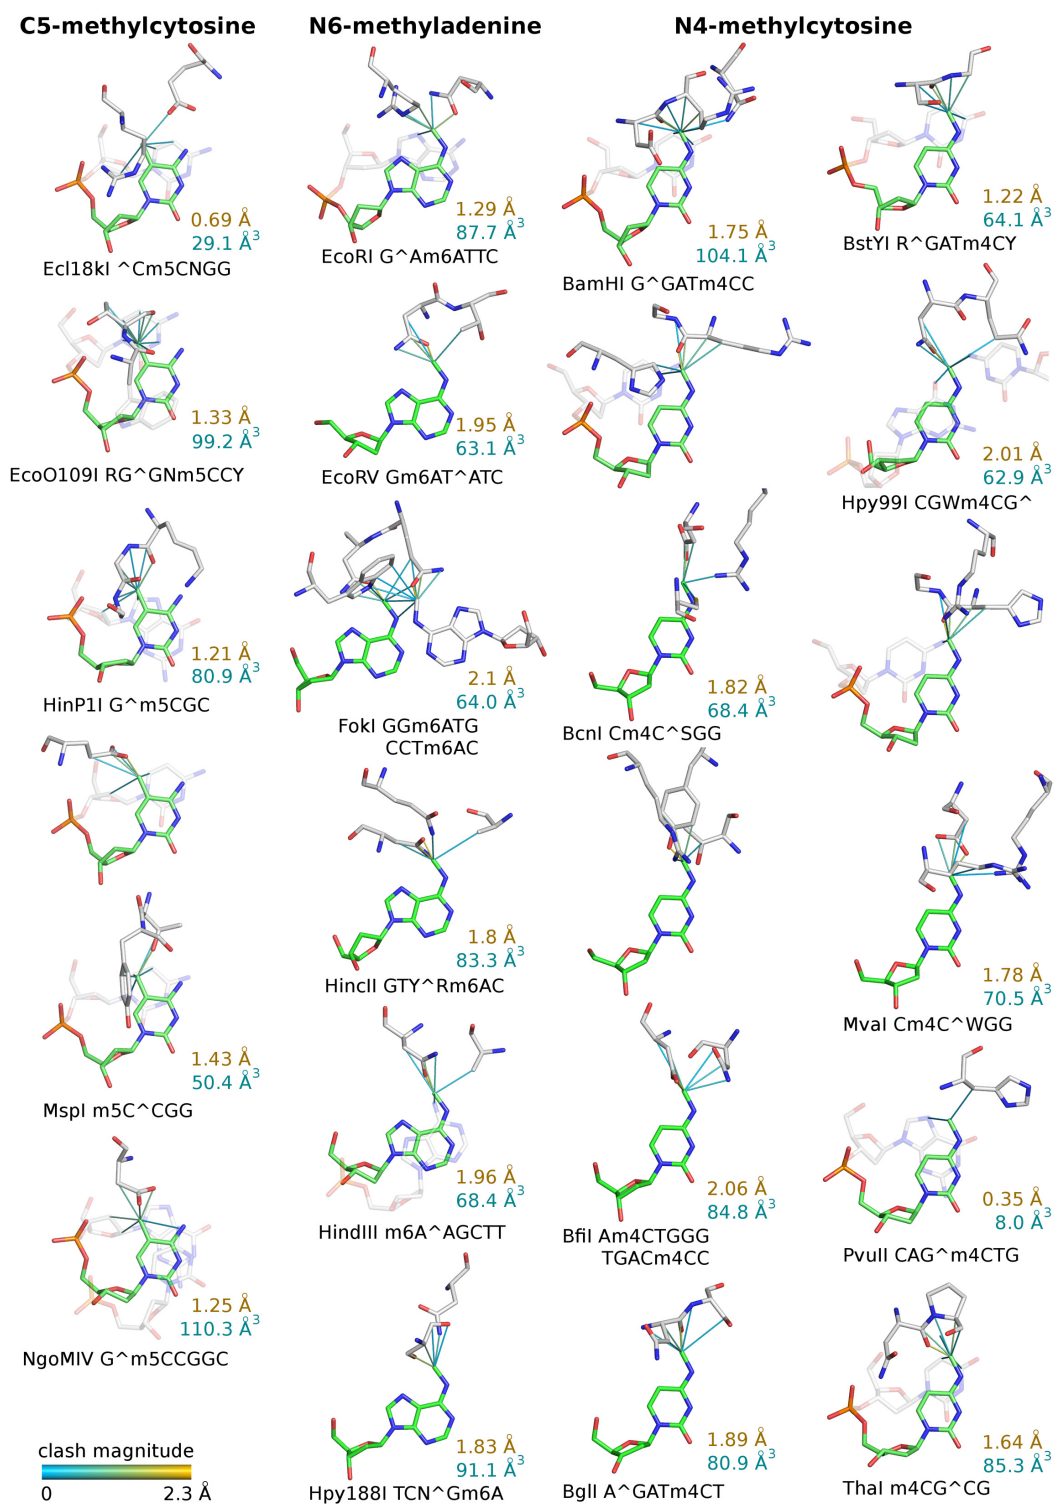 C5-methylcytosine
0.69 Å
29.1 Å3
Ecl18kI ^Cm5CNGG
1.33 Å
99.2 Å3
EcoO109I RG^GNm5CCY
1.21 Å
80.9 Å3
HinP1I G^m5CGC
1.43 Å
50.4 Å3
MspI m5C^CGG
1.25 Å
110.3 Å3
NgoMIV G^m5CCGGC
clash magnitude
0 2.3 Å
N6-methyladenine
1.29 Å
87.7 Å3
EcoRI G^Am6ATTC
1.95 Å
63.1 Å3
EcoRV Gm6AT^ATC
2.1 Å
64.0 Å3
FokI GGm6ATG
CCTm6AC
1.8 Å
83.3 Å3
HincII GTY^Rm6AC
1.96 Å
68.4 Å3
HindIII m6A^AGCTT
1.83 Å
91.1 Å3
Hpy188I TCN^Gm6A
N4-methylcytosine
1.75 Å
104.1 Å3
BamHI G^GATm4CC
1.82 Å
68.4 Å3
BcnI Cm4C^SGG
2.06 Å
84.8 Å3
BfiI Am4CTGGG
TGACm4CC
1.89 Å
80.9 Å3
BglI A^GATm4CT
1.22 Å
64.1 Å3
BstYI R^GATm4CY
2.01 Å
62.9 Å3
Hpy99I CGWm4CG^
1.78 Å
70.5 Å3
MvaI Cm4C^WGG
0.35 Å
8.0 Å3
PvuII CAG^m4CTG
1.64 Å
85.3 Å3
ThaI m4CG^CG